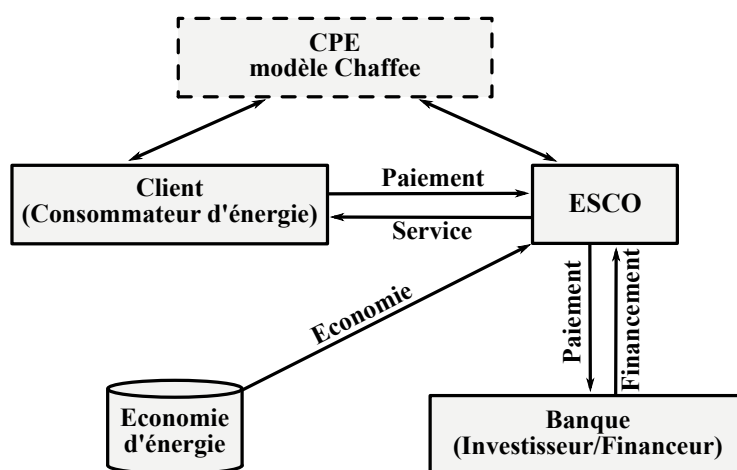 CPE
modèle Chaffee
Client
(Consommateur d'énergie)
Paiement
Service
ESCO
Economie
Paiement
Financement
Economie
d'énergie
Banque
(Investisseur/Financeur)